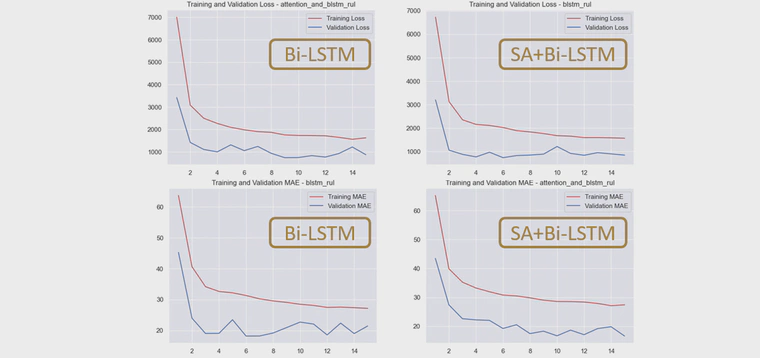 Training and Validation Loss - attention_and_blstm_rul
Training Loss
Validation Loss
Bi-LSTM
7000
6000
5000
4000
3000
2000
1000
2 4 6 8 10 12 14
Training and Validation Loss - blstm_rul
Training Loss
Validation Loss
SA+Bi-LSTM
7000
6000
5000
4000
3000
2000
1000
2 4 6 8 10 12 14
Training and Validation MAE - blstm_rul
Training MAE
Validation MAE
Bi-LSTM
60
50
40
30
20
2 4 6 8 10 12 14
Training and Validation MAE - attention_and_blstm_rul
Training MAE
Validation MAE
SA+Bi-LSTM
60
50
40
30
20
2 4 6 8 10 12 14